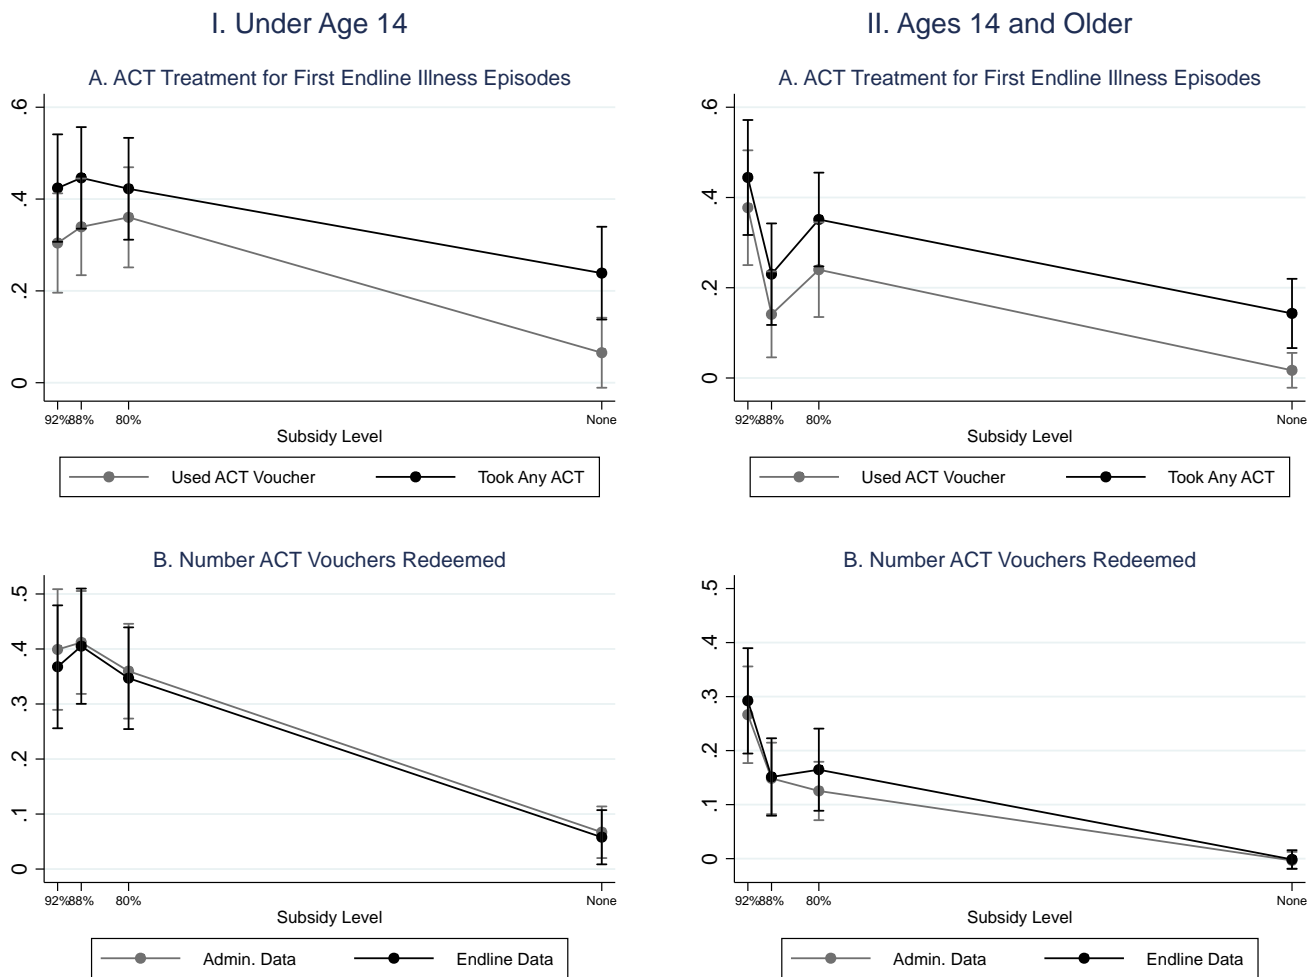 I. Under Age 14
A. ACT Treatment for First Endline Illness Episodes
.6
.4
.2
0
92% 88% 80% None
Subsidy Level
Used ACT Voucher Took Any ACT
B. Number ACT Vouchers Redeemed
.5
.4
.3
.2
.1
0
92% 88% 80% None
Subsidy Level
Admin. Data Endline Data
II. Ages 14 and Older
A. ACT Treatment for First Endline Illness Episodes
.6
.4
.2
0
92% 88% 80% None
Subsidy Level
Used ACT Voucher Took Any ACT
B. Number ACT Vouchers Redeemed
.5
.4
.3
.2
.1
0
92% 88% 80% None
Subsidy Level
Admin. Data Endline Data